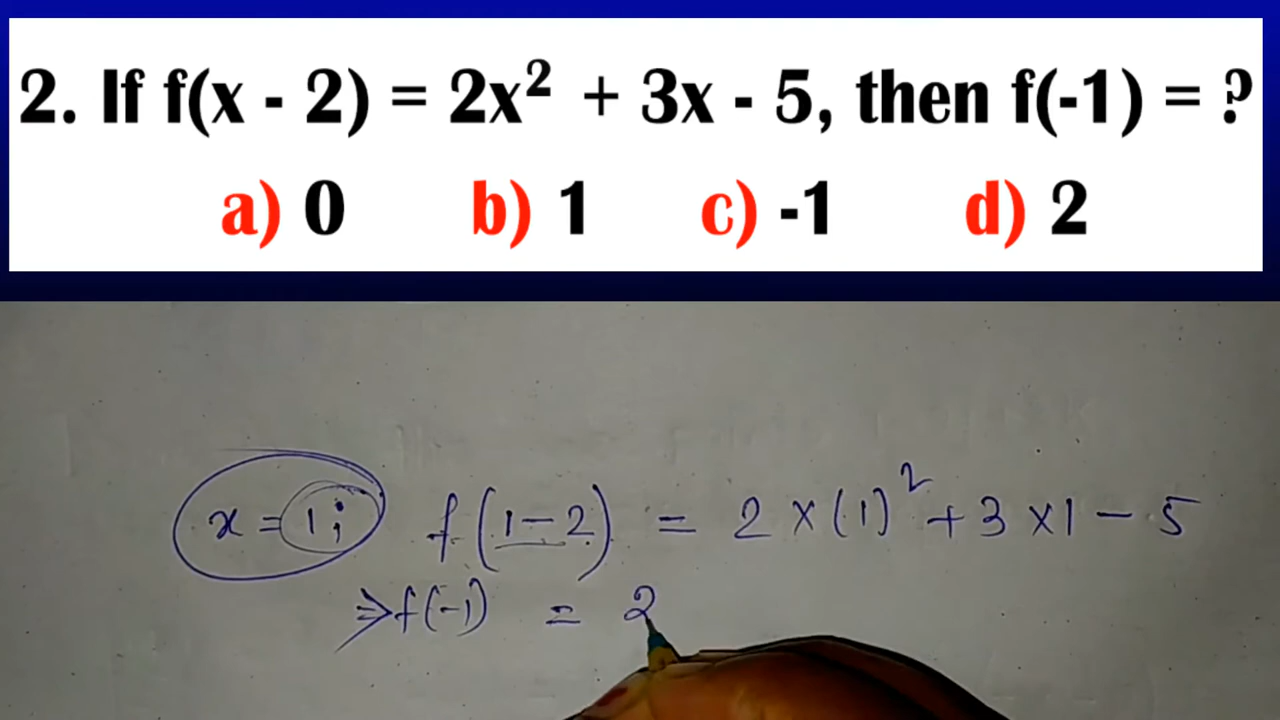 2. If f(x - 2) = 2x² + 3x - 5, then f(-1) = ?
a) 0 b) 1 c) -1 d) 2
x = 1; f(1-2) = 2 × (1)² + 3 × 1 - 5
⇒ f(-1) = 2